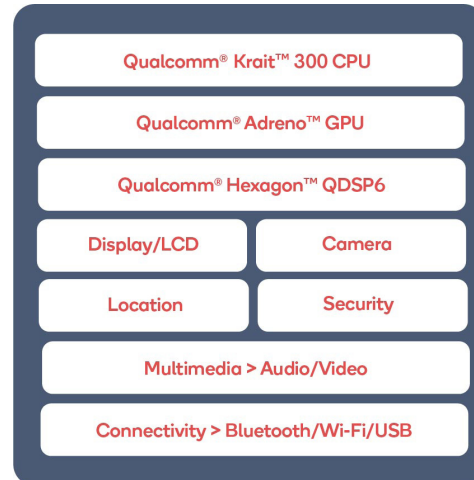 Qualcomm® Krait™ 300 CPU
Qualcomm® Adreno™ GPU
Qualcomm® Hexagon™ QDSP6
Display/LCD
Camera
Location
Security
Multimedia > Audio/Video
Connectivity > Bluetooth/Wi-Fi/USB